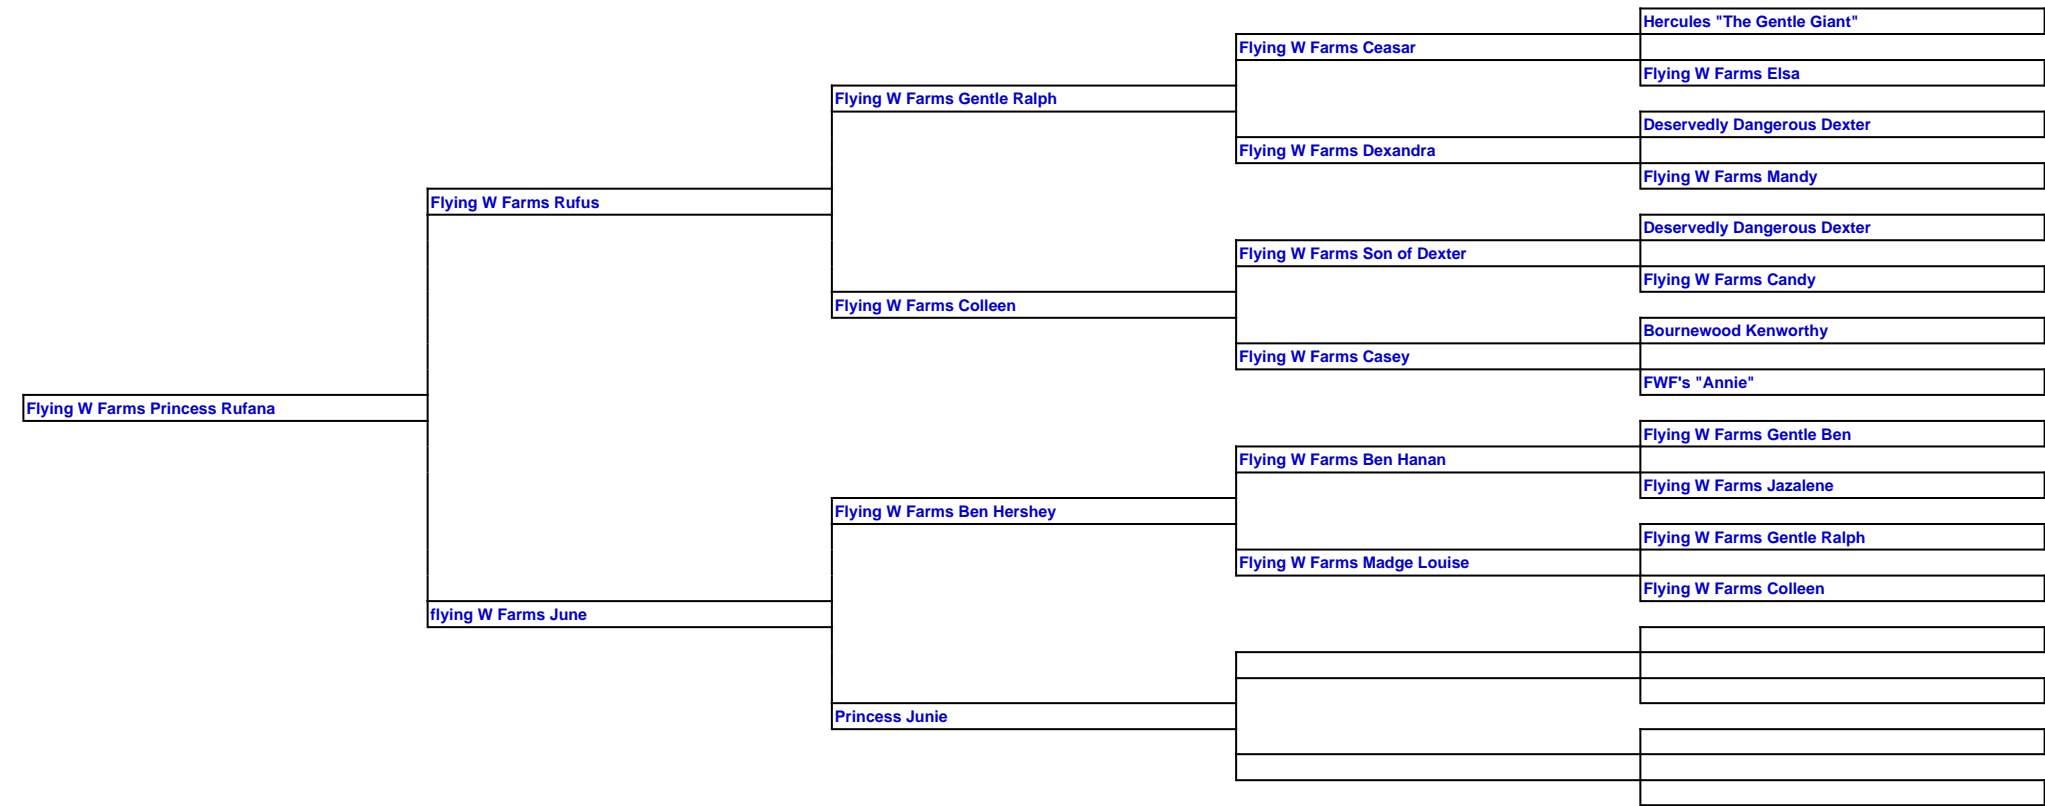 Hercules "The Gentle Giant"
Flying W Farms Ceasar
Flying W Farms Elsa
Flying W Farms Gentle Ralph
Deservedly Dangerous Dexter
Flying W Farms Dexandra
Flying W Farms Mandy
Flying W Farms Rufus
Deservedly Dangerous Dexter
Flying W Farms Son of Dexter
Flying W Farms Candy
Flying W Farms Colleen
Bournewood Kenworthy
Flying W Farms Casey
FWF's "Annie"
Flying W Farms Princess Rufana
Flying W Farms Gentle Ben
Flying W Farms Ben Hanan
Flying W Farms Jazalene
Flying W Farms Ben Hershey
Flying W Farms Gentle Ralph
Flying W Farms Madge Louise
Flying W Farms Colleen
flying W Farms June
Princess Junie